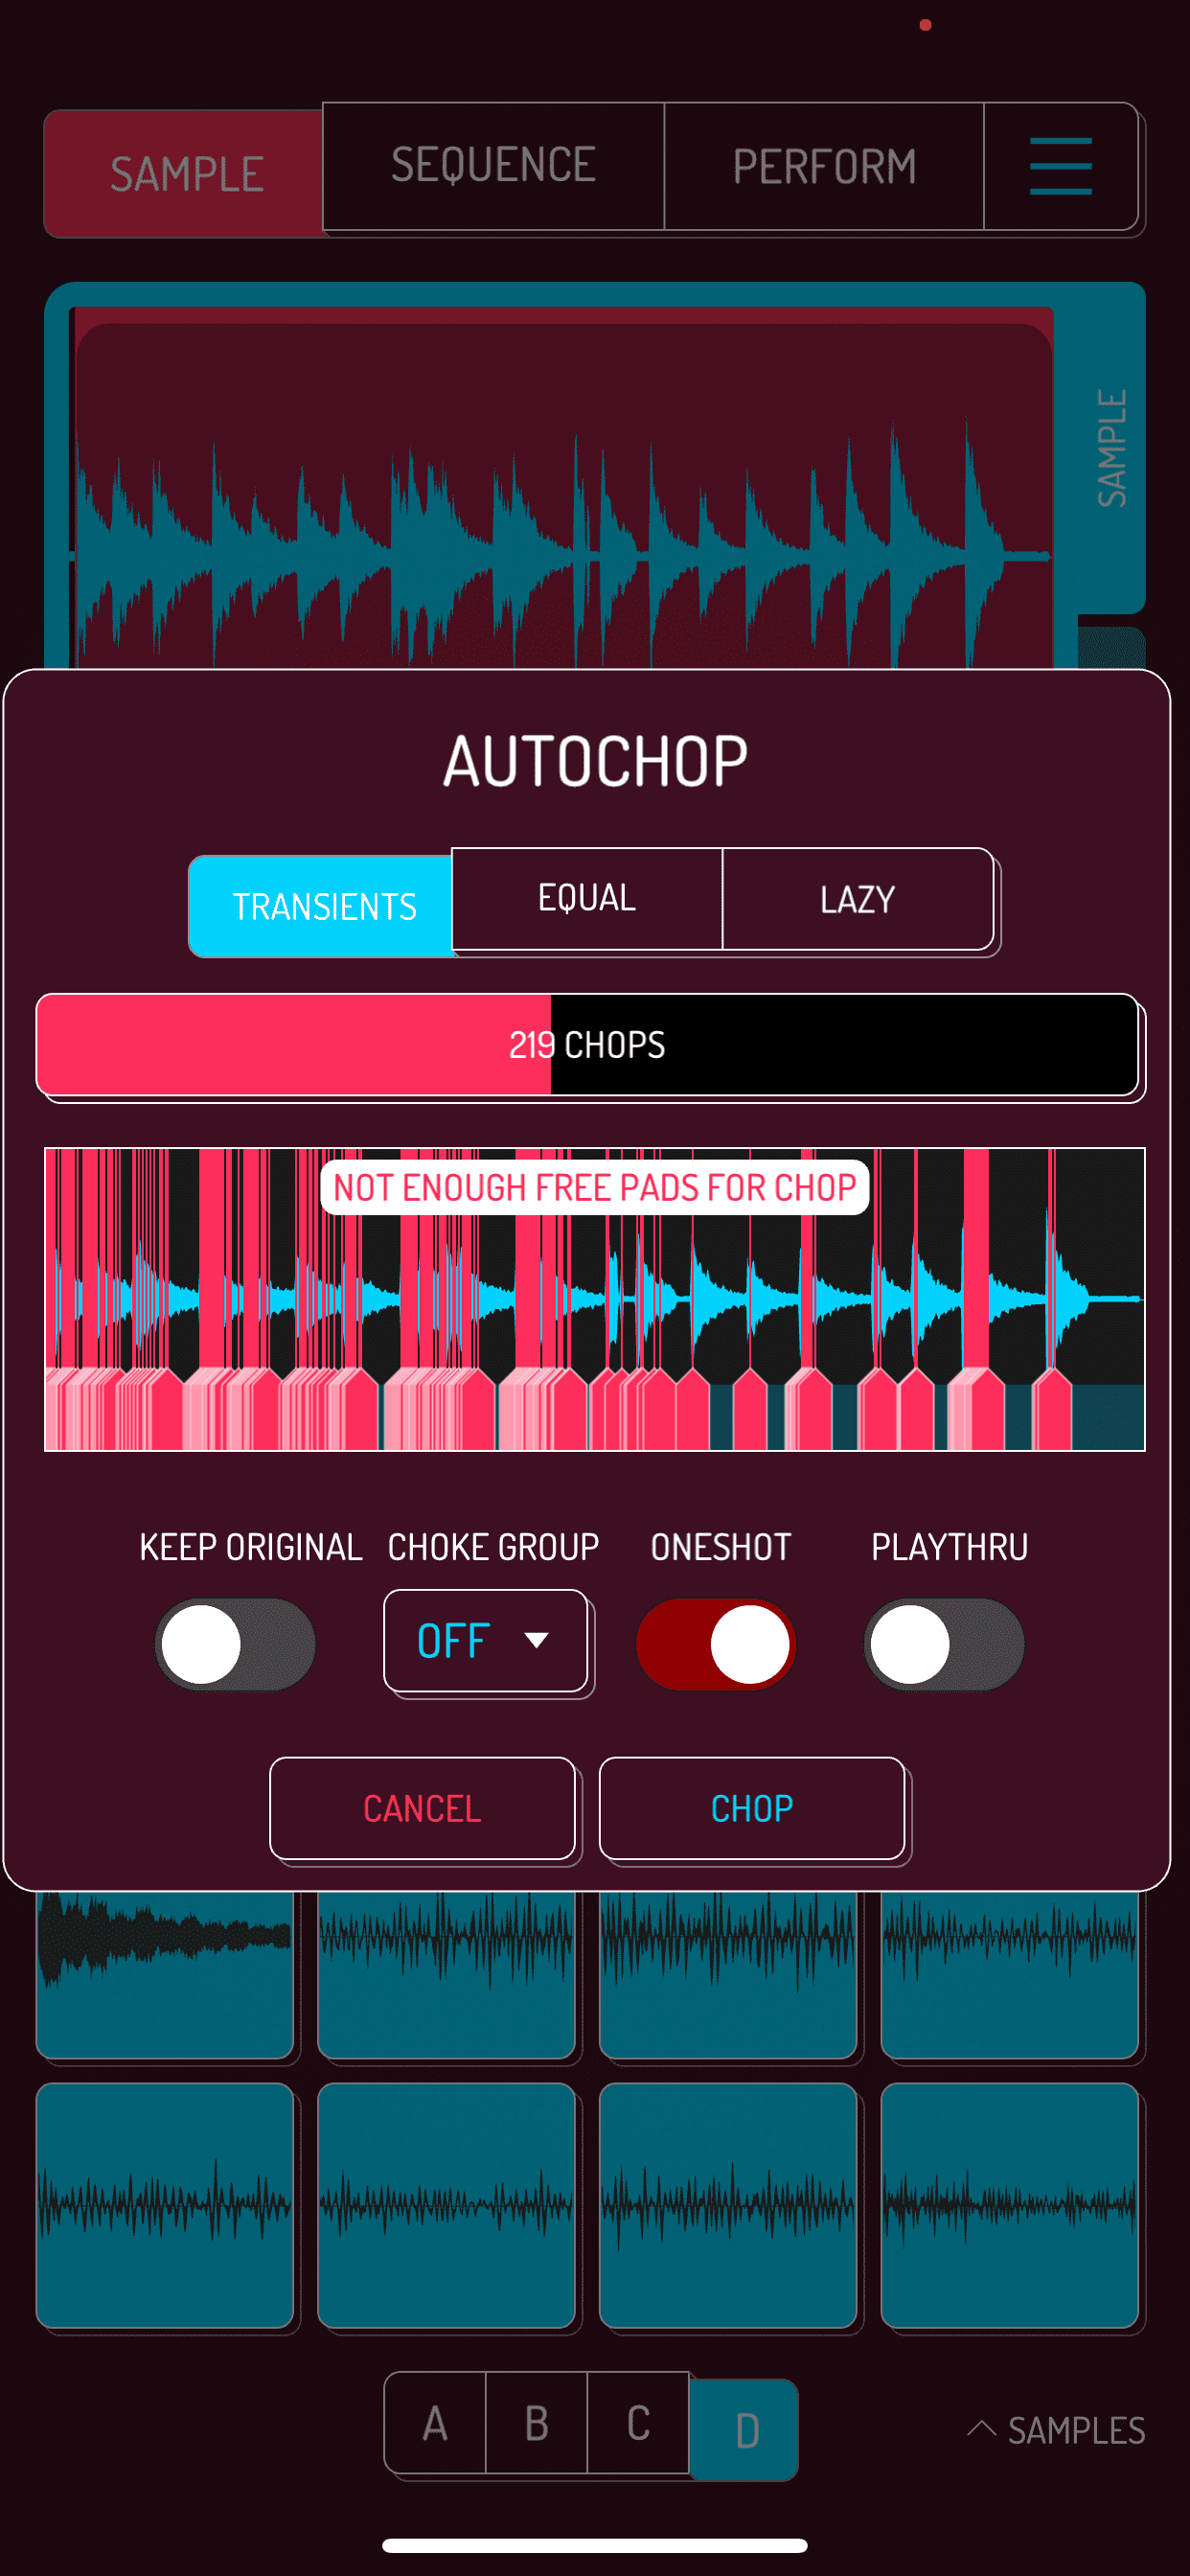 SAMPLE
SEQUENCE
PERFORM
SAMPLE
AUTOCHOP
TRANSIENTS
EQUAL
LAZY
219 CHOPS
NOT ENOUGH FREE PADS FOR CHOP
KEEP ORIGINAL
CHOKE GROUP
ONESHOT
PLAYTHRU
OFF
CANCEL
CHOP
A
B
C
D
SAMPLES